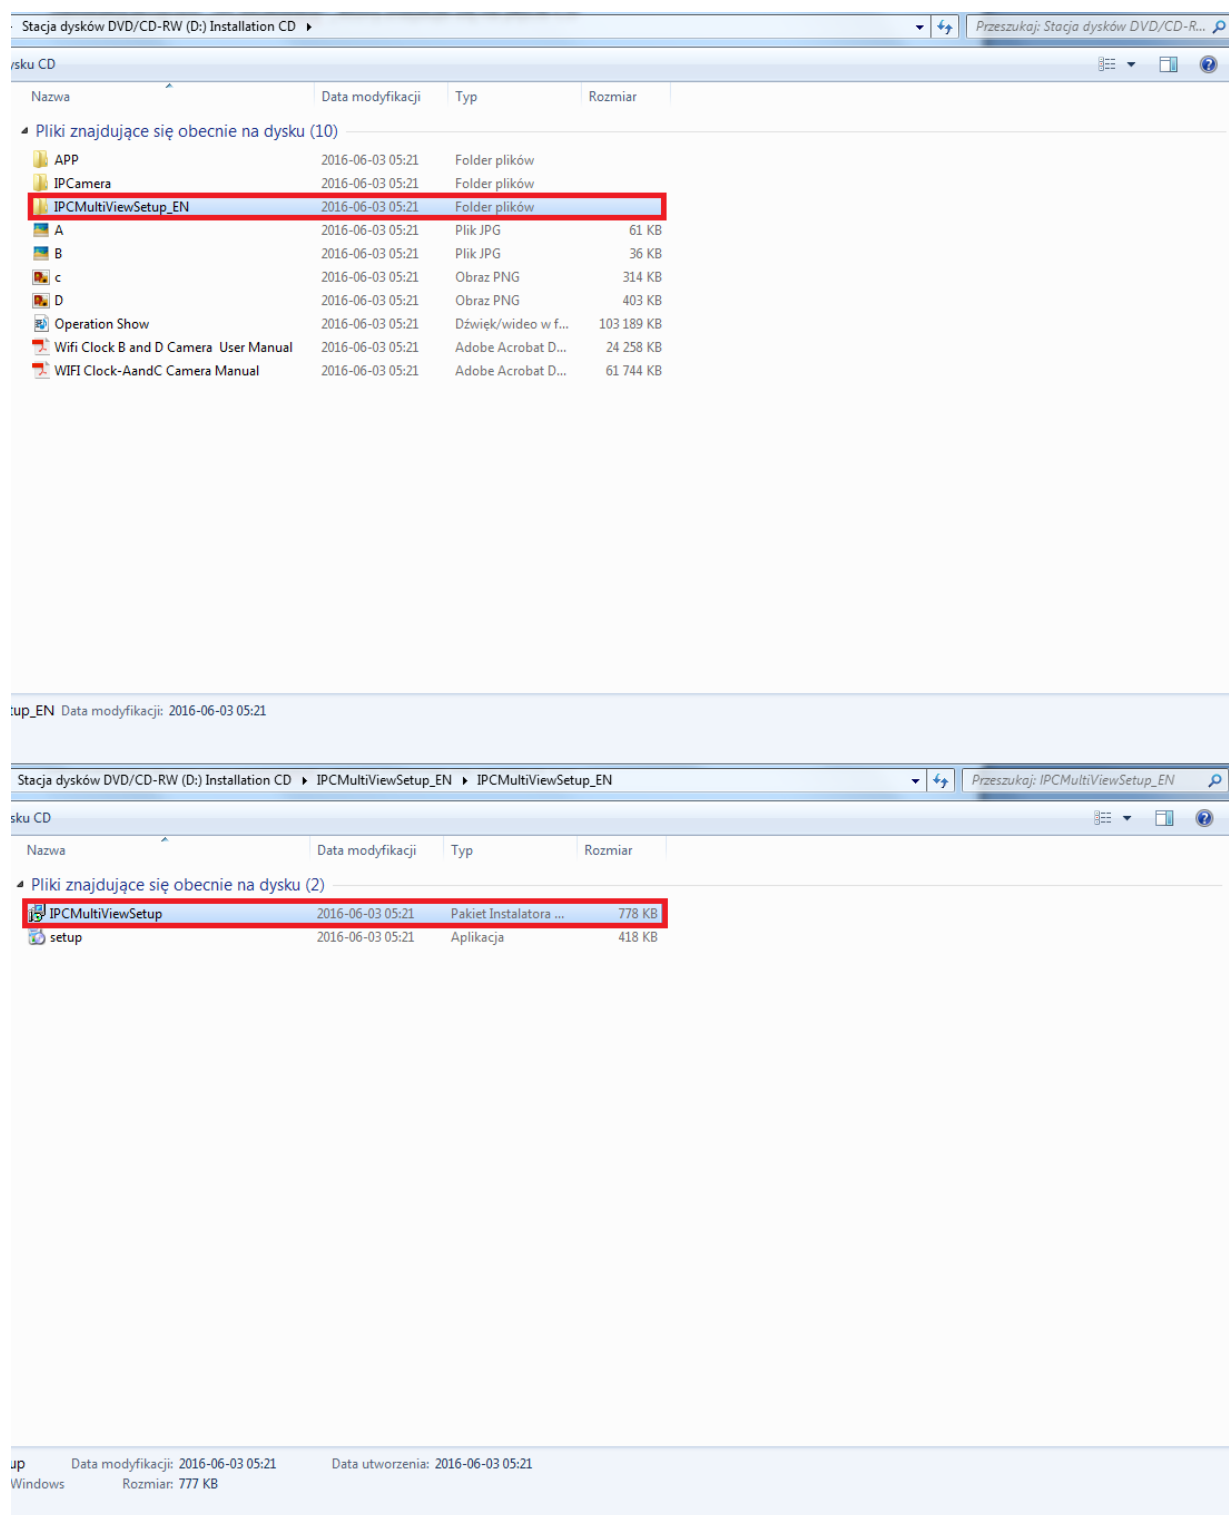 Stacja dysków DVD/CD-RW (D:) Installation CD
Przeszukaj: Stacja dysków DVD/CD-R...
sku CD
Nazwa Data modyfikacji Typ Rozmiar
Pliki znajdujące się obecnie na dysku (10)
APP 2016-06-03 05:21 Folder plików
IPCamera 2016-06-03 05:21 Folder plików
IPCMultiViewSetup_EN 2016-06-03 05:21 Folder plików
A 2016-06-03 05:21 Plik JPG 61 KB
B 2016-06-03 05:21 Plik JPG 36 KB
c 2016-06-03 05:21 Obraz PNG 314 KB
D 2016-06-03 05:21 Obraz PNG 403 KB
Operation Show 2016-06-03 05:21 Dźwięk/wideo w f... 103 189 KB
Wifi Clock B and D Camera User Manual 2016-06-03 05:21 Adobe Acrobat D... 24 258 KB
WIFI Clock-AandC Camera Manual 2016-06-03 05:21 Adobe Acrobat D... 61 744 KB
tup_EN Data modyfikacji: 2016-06-03 05:21
Stacja dysków DVD/CD-RW (D:) Installation CD IPCMultiViewSetup_EN IPCMultiViewSetup_EN
Przeszukaj: IPCMultiViewSetup_EN
sku CD
Nazwa Data modyfikacji Typ Rozmiar
Pliki znajdujące się obecnie na dysku (2)
IPCMultiViewSetup 2016-06-03 05:21 Pakiet Instalatora ... 778 KB
setup 2016-06-03 05:21 Aplikacja 418 KB
up Data modyfikacji: 2016-06-03 05:21 Data utworzenia: 2016-06-03 05:21
Windows Rozmiar: 777 KB